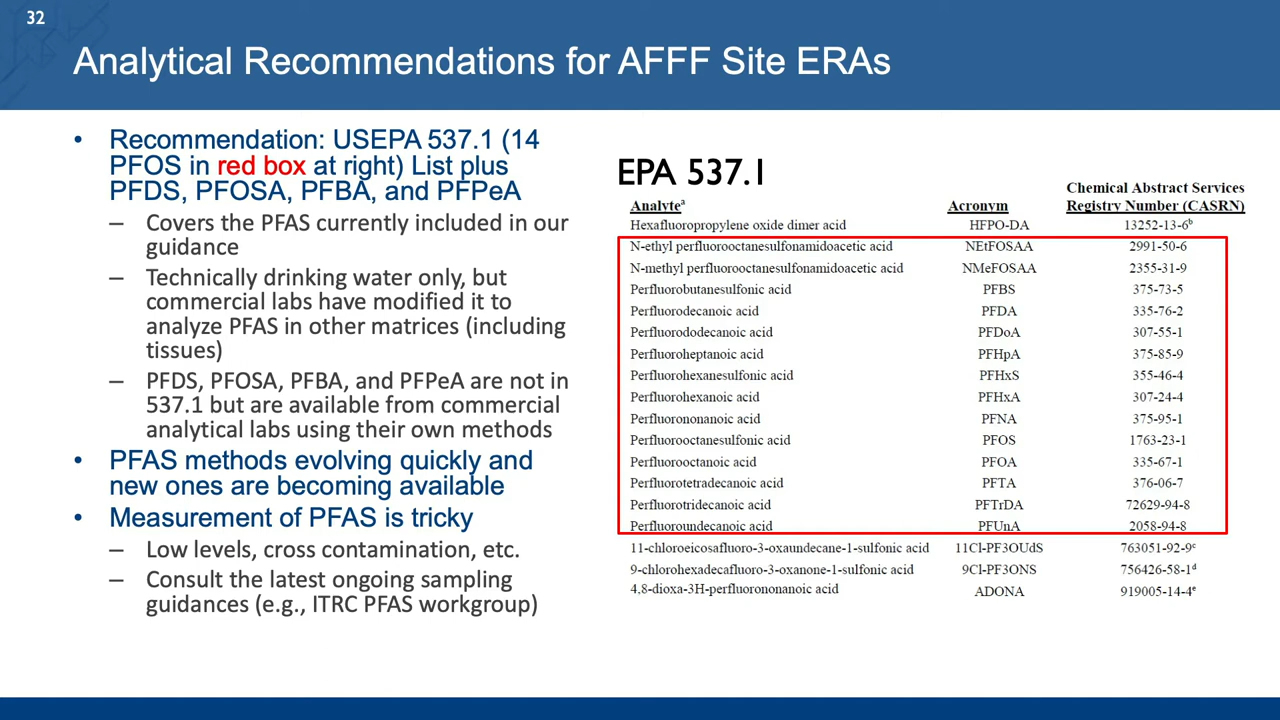 32
Analytical Recommendations for AFFF Site ERAs
• Recommendation: USEPA 537.1 (14
PFOS in red box at right) List plus
PFDS, PFOSA, PFBA, and PFPeA
– Covers the PFAS currently included in our
guidance
– Technically drinking water only, but
commercial labs have modified it to
analyze PFAS in other matrices (including
tissues)
– PFDS, PFOSA, PFBA, and PFPeA are not in
537.1 but are available from commercial
analytical labs using their own methods
• PFAS methods evolving quickly and
new ones are becoming available
• Measurement of PFAS is tricky
– Low levels, cross contamination, etc.
– Consult the latest ongoing sampling
guidances (e.g., ITRC PFAS workgroup)
EPA 537.1
Chemical Abstract Services
Analyteᵃ Acronym Registry Number (CASRN)
Hexafluoropropylene oxide dimer acid HFPO-DA 13252-13-6ᵇ
N-ethyl perfluorooctanesulfonamidoacetic acid NEtFOSAA 2991-50-6
N-methyl perfluorooctanesulfonamidoacetic acid NMeFOSAA 2355-31-9
Perfluorobutanesulfonic acid PFBS 375-73-5
Perfluorodecanoic acid PFDA 335-76-2
Perfluorododecanoic acid PFDoA 307-55-1
Perfluoroheptanoic acid PFHpA 375-85-9
Perfluorohexanesulfonic acid PFHxS 355-46-4
Perfluorohexanoic acid PFHxA 307-24-4
Perfluorononanoic acid PFNA 375-95-1
Perfluorooctanesulfonic acid PFOS 1763-23-1
Perfluorooctanoic acid PFOA 335-67-1
Perfluorotetradecanoic acid PFTA 376-06-7
Perfluorotridecanoic acid PFTrDA 72629-94-8
Perfluoroundecanoic acid PFUnA 2058-94-8
11-chloroeicosafluoro-3-oxaundecane-1-sulfonic acid 11Cl-PF3OUdS 763051-92-9ᶜ
9-chlorohexadecafluoro-3-oxanone-1-sulfonic acid 9Cl-PF3ONS 756426-58-1ᵈ
4,8-dioxa-3H-perfluorononanoic acid ADONA 919005-14-4ᵉ